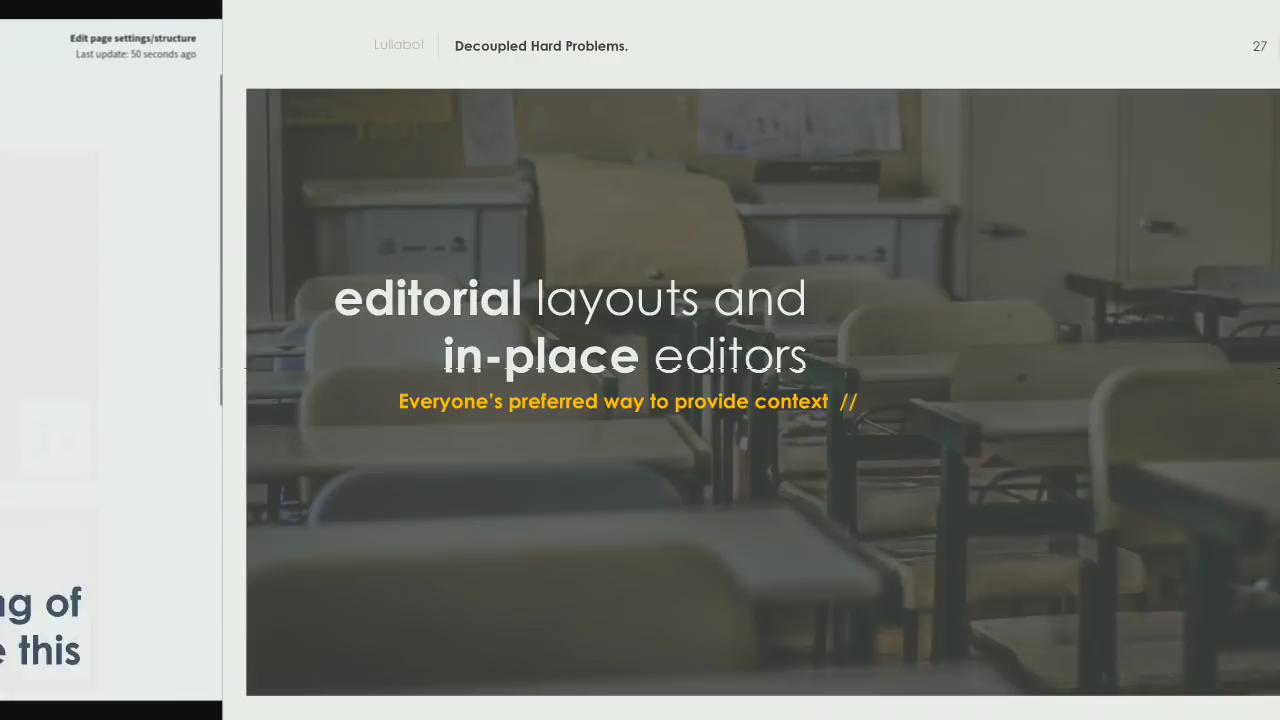 Edit page settings/structure
Last update: 50 seconds ago
ng of
e this
Lullabot
Decoupled Hard Problems.
27
editorial layouts and
in-place editors
Everyone's preferred way to provide context //